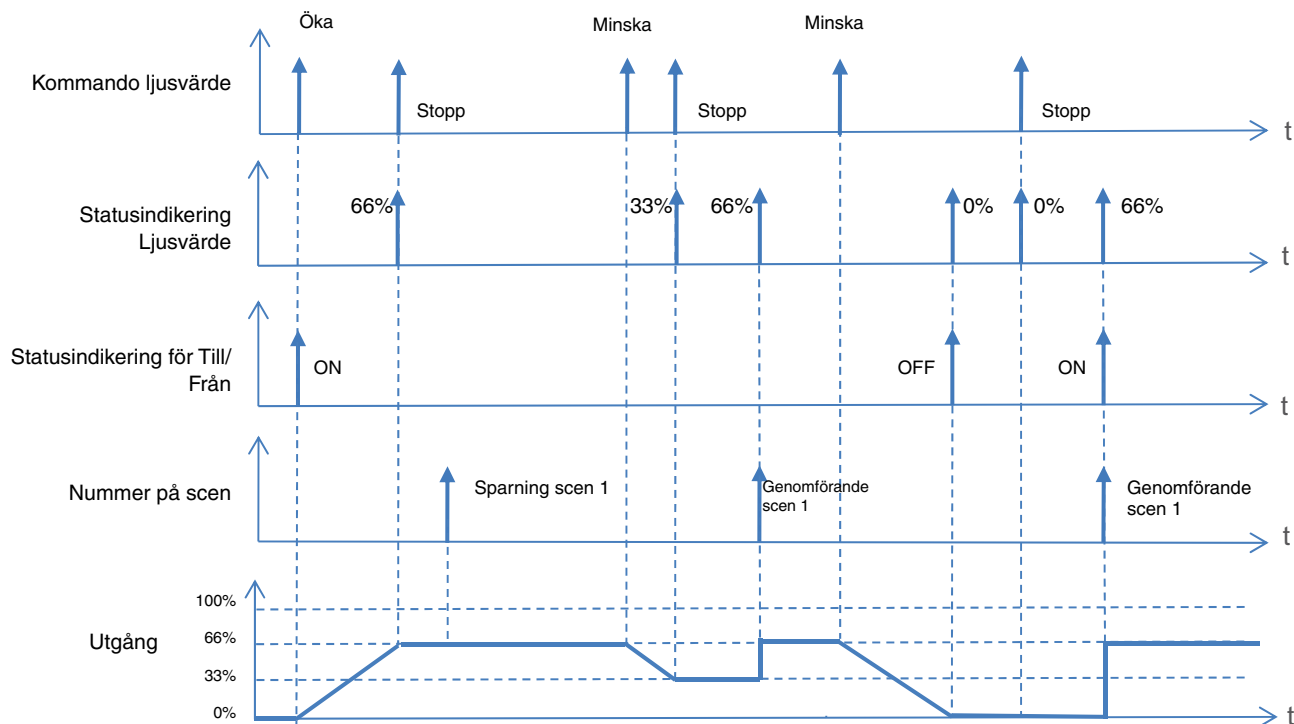 Öka
Minska
Minska
Kommando ljusvärde
Stopp
Stopp
Stopp
t
66%
33%
66%
0%
0%
66%
Statusindikering
Ljusvärde
t
Statusindikering för Till/
Från
ON
OFF
ON
t
Nummer på scen
Sparning scen 1
Genomförande
scen 1
Genomförande
scen 1
t
Utgång
100%
66%
33%
0%
t